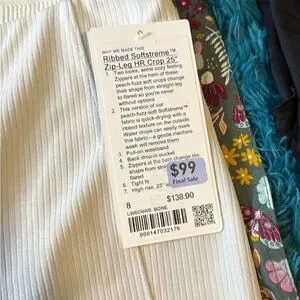 WHY WE MADE THIS
Ribbed Softstreme™
Zip-Leg HR Crop 25"
1. Two looks, same cozy feeling.
Zippers at the hem of these
peach-fuzz soft crops change
their shape from straight-leg
to flared so you're never
without options
2. This version of our
peach-fuzz-soft Softstreme™
fabric is quick-drying with a
ribbed texture on the outside.
Water drops can easily mark
this fabric—a gentle machine
wash will remove them
3. Pull-on waistband
4. Back drop-in pocket
5. Zippers at the hem change the
shape from
flared
6. Tight fit
7. High rise, 25"
$99
Final Sale
8
$138.00
BONE
000147032176